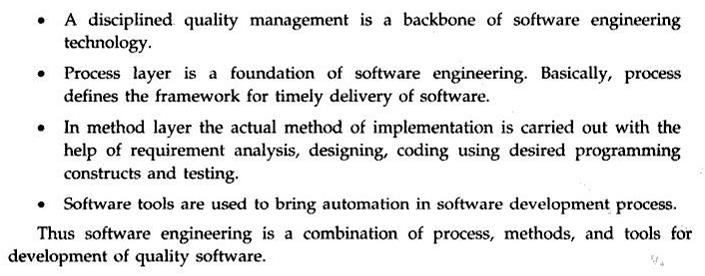 • A disciplined quality management is a backbone of software engineering
technology.
• Process layer is a foundation of software engineering. Basically, process
defines the framework for timely delivery of software.
• In method layer the actual method of implementation is carried out with the
help of requirement analysis, designing, coding using desired programming
constructs and testing.
• Software tools are used to bring automation in software development process.
Thus software engineering is a combination of process, methods, and tools for
development of quality software.